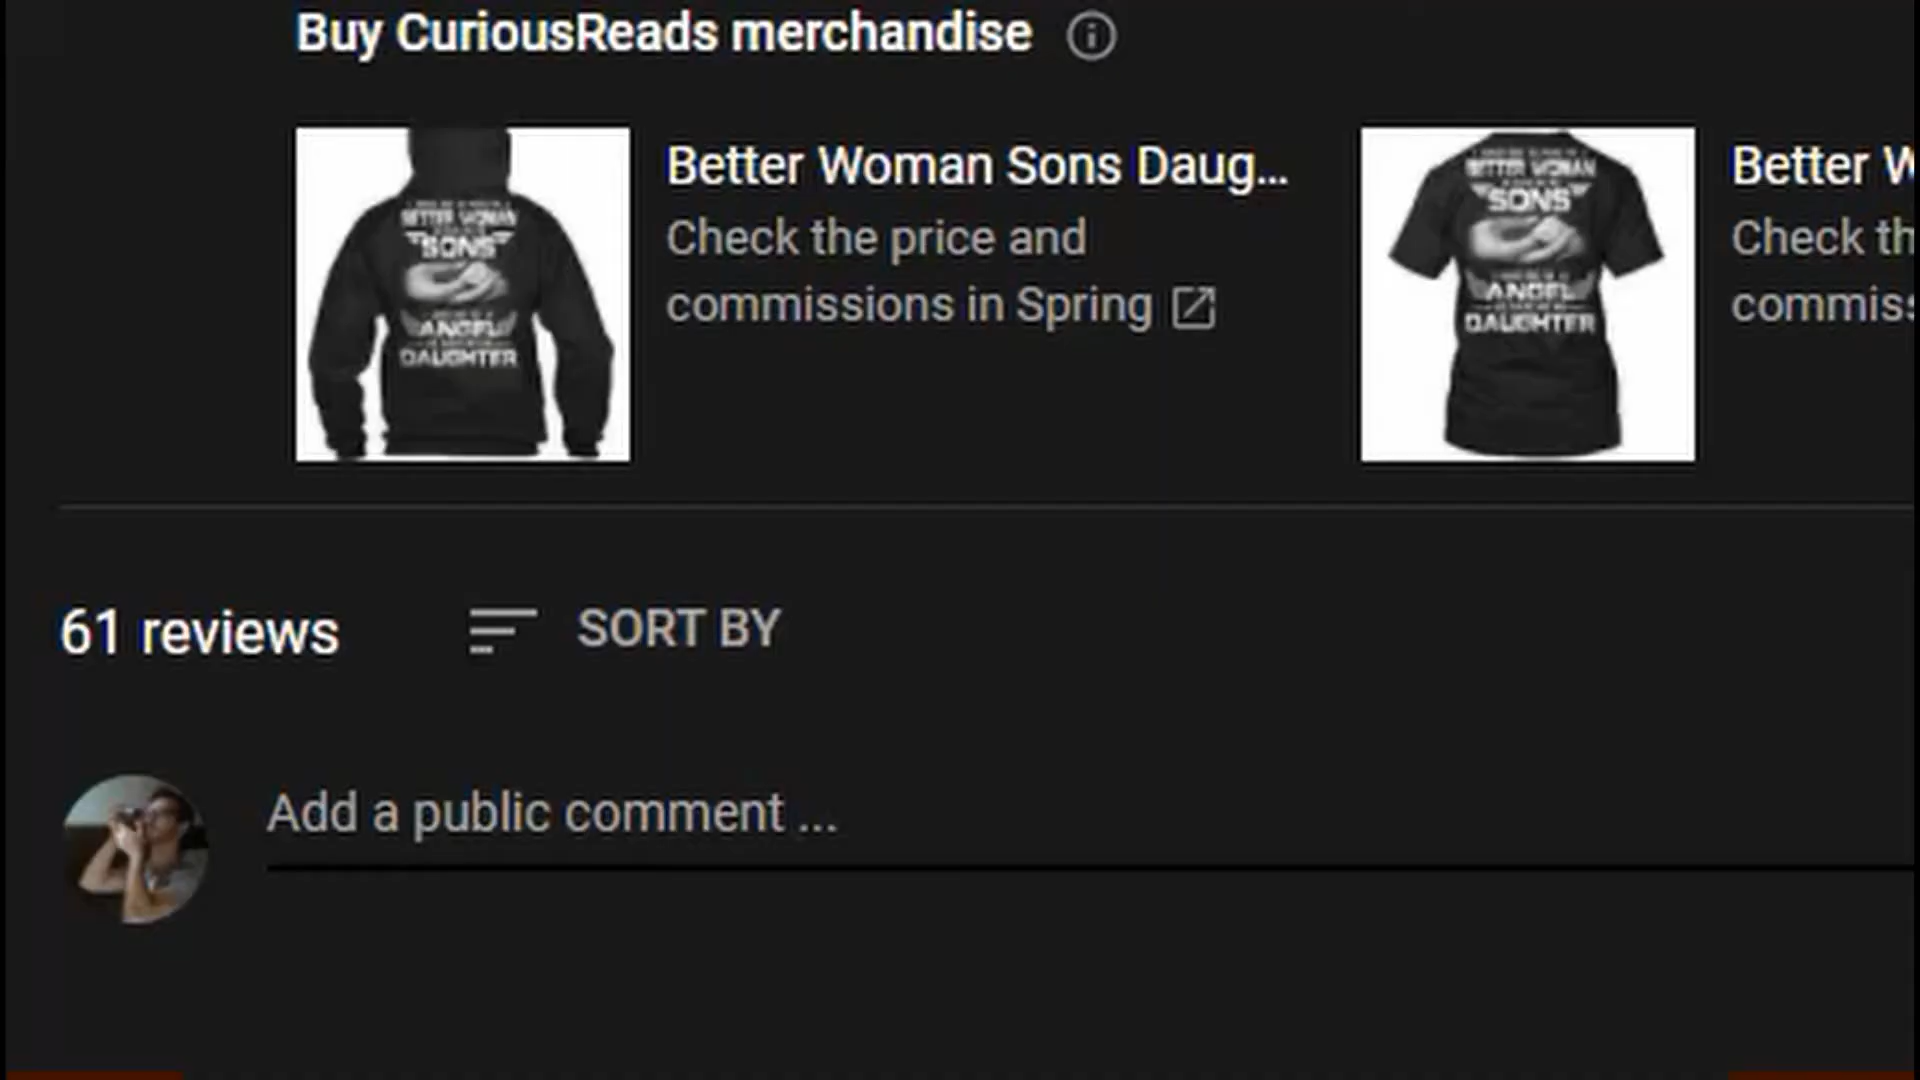 Buy CuriousReads merchandise
BETTER WOMAN
SONS
ANGEL
DAUGHTER
Better Woman Sons Daug...
Check the price and
commissions in Spring
BETTER WOMAN
SONS
ANGEL
DAUGHTER
Better W
Check th
commiss
61 reviews
SORT BY
Add a public comment ...